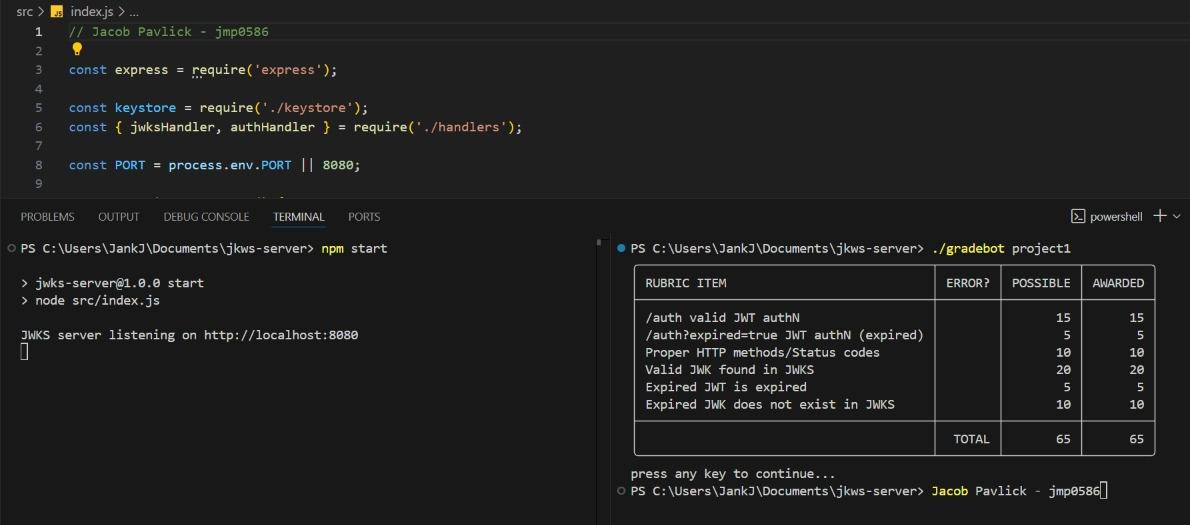 src > JS index.js > ...
1 // Jacob Pavlick - jmp0586
2
3 const express = require('express');
4
5 const keystore = require('./keystore');
6 const { jwksHandler, authHandler } = require('./handlers');
7
8 const PORT = process.env.PORT || 8080;
9
PROBLEMS OUTPUT DEBUG CONSOLE TERMINAL PORTS powershell
PS C:\Users\JankJ\Documents\jkws-server> npm start
> jwks-server@1.0.0 start
> node src/index.js
JWKS server listening on http://localhost:8080
PS C:\Users\JankJ\Documents\jkws-server> ./gradebot project1
RUBRIC ITEM ERROR? POSSIBLE AWARDED
/auth valid JWT authN 15 15
/auth?expired=true JWT authN (expired) 5 5
Proper HTTP methods/Status codes 10 10
Valid JWK found in JWKS 20 20
Expired JWT is expired 5 5
Expired JWK does not exist in JWKS 10 10
TOTAL 65 65
press any key to continue...
PS C:\Users\JankJ\Documents\jkws-server> Jacob Pavlick - jmp0586